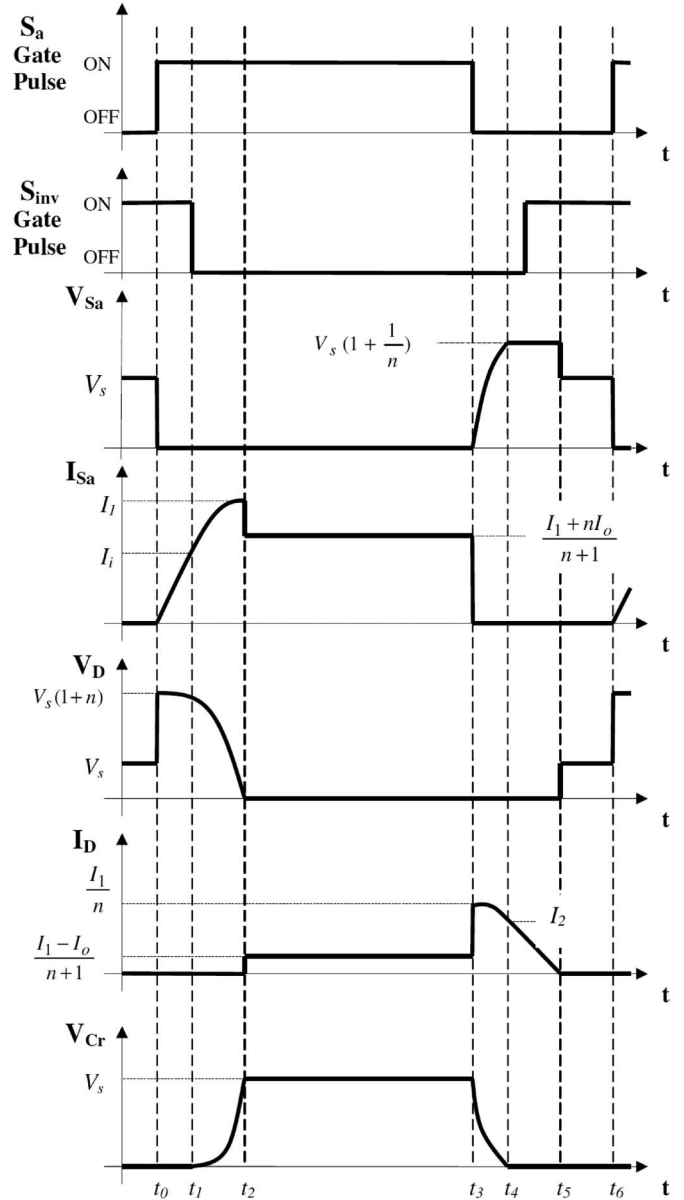 Sa
Gate
Pulse
ON
OFF
t
Sinv
Gate
Pulse
ON
OFF
t
VSa
Vs (1 + 1/n)
Vs
t
ISa
I1
Ii
(I1 + nIo)/(n+1)
t
VD
Vs(1+n)
Vs
t
ID
I1/n
I2
(I1 − Io)/(n+1)
t
VCr
Vs
t0 t1 t2 t3 t4 t5 t6 t